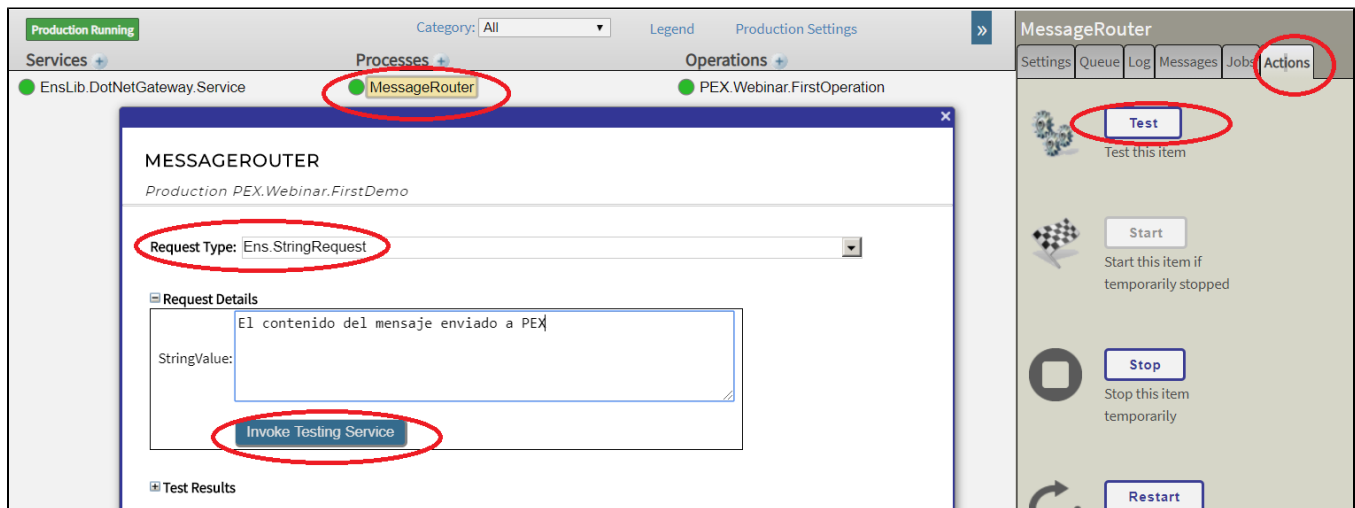 Production Running
Category: All
Legend
Production Settings
»
Services
Processes
Operations
EnsLib.DotNetGateway.Service
MessageRouter
PEX.Webinar.FirstOperation
MESSAGEROUTER
Production PEX.Webinar.FirstDemo
Request Type: Ens.StringRequest
Request Details
El contenido del mensaje enviado a PEX
StringValue:
Invoke Testing Service
Test Results
MessageRouter
Settings Queue Log Messages Jobs Actions
Test
Test this item
Start
Start this item if
temporarily stopped
Stop
Stop this item
temporarily
Restart